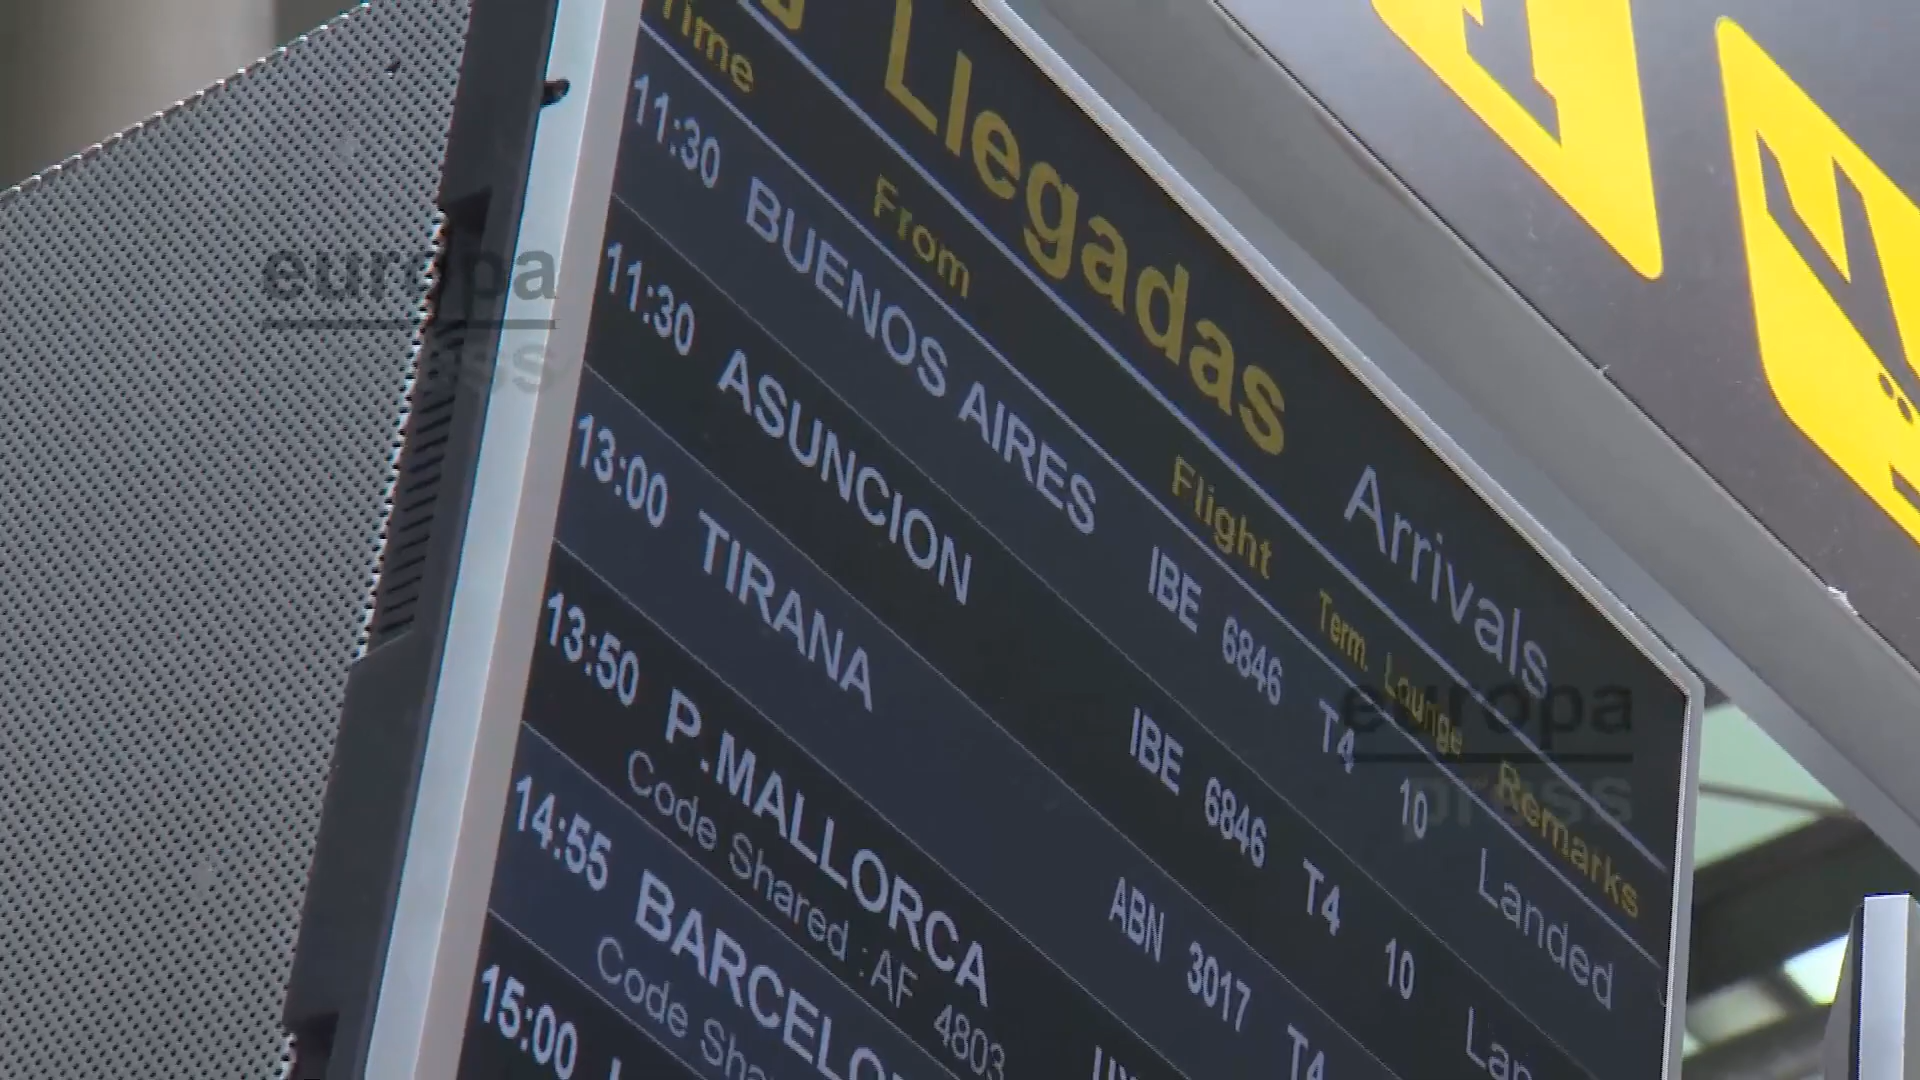 Llegadas Arrivals
Time From Flight Term. Lounge Remarks
11:30 BUENOS AIRES IBE 6846 T4 10 Landed
11:30 ASUNCION IBE 6846 T4 10 Lan
13:00 TIRANA ABN 3017 T4
13:50 P.MALLORCA UX
Code Shared : AF 4803
14:55 BARCELO
Code Sha
15:00
europa
press
europa
press